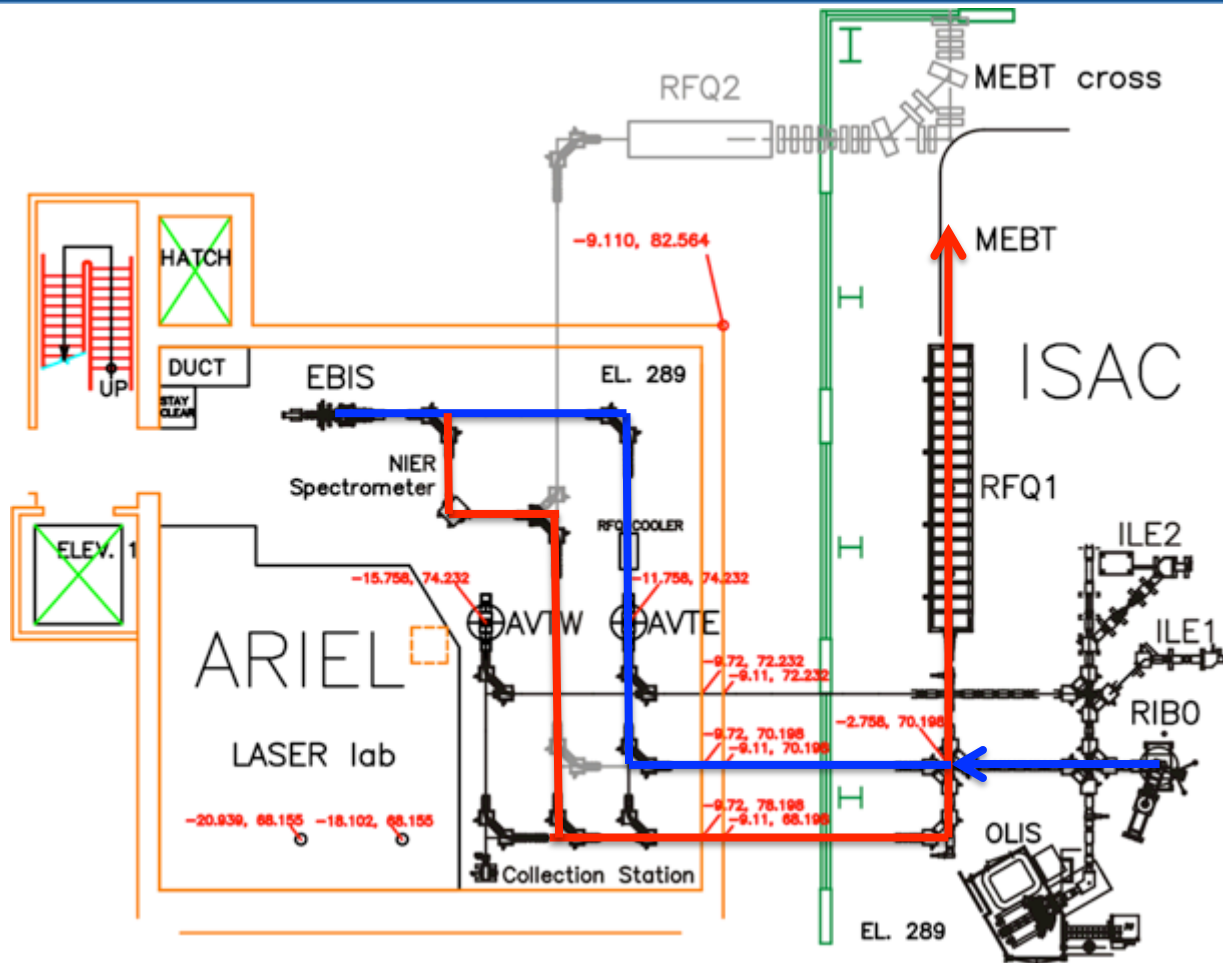 RFQ2
MEBT cross
HATCH
-9.110, 82.564
MEBT
DUCT
EBIS
EL. 289
ISAC
UP
STAY
CLEAR
NIER
Spectrometer
RFQ1
RFQ COOLER
ILE2
ELEV. 1
-15.758, 74.232
-11.758, 74.232
AVTW
AVTE
ILE1
ARIEL
-9.72, 72.232
-9.11, 72.232
RIB0
-9.72, 70.198
-9.11, 70.198
-2.758, 70.198
LASER lab
-9.72, 78.198
-9.11, 68.198
-20.939, 68.155
-18.102, 68.155
OLIS
Collection Station
EL. 289